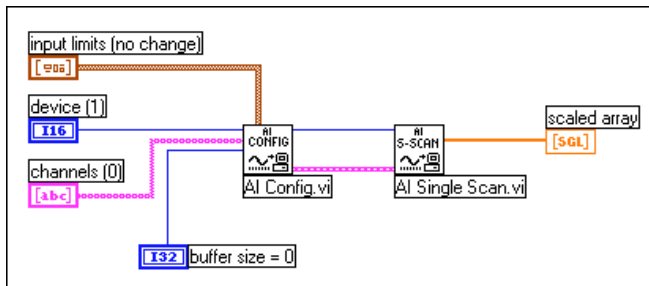 input limits (no change)
device (1)
I16
channels (0)
[abc]
AI
CONFIG
AI Config.vi
AI
S-SCAN
AI Single Scan.vi
scaled array
[SGL]
I32
buffer size = 0